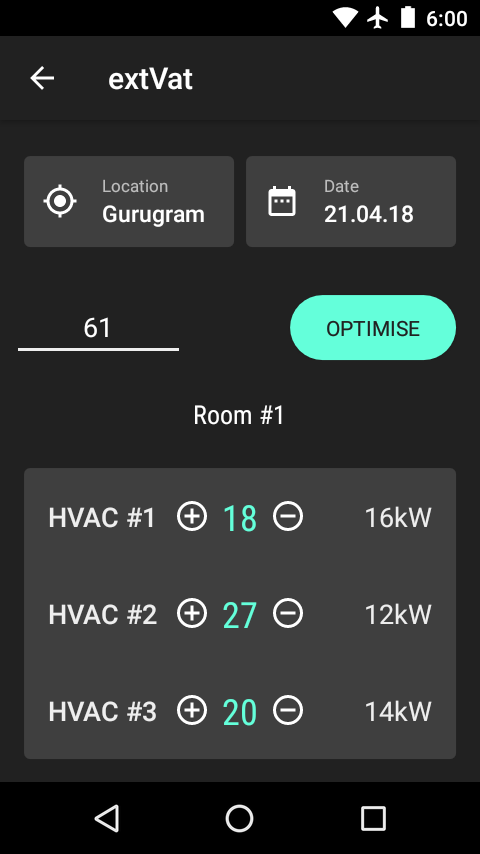 6:00
extVat
Location
Gurugram
Date
21.04.18
61
OPTIMISE
Room #1
HVAC #1 18 16kW
HVAC #2 27 12kW
HVAC #3 20 14kW